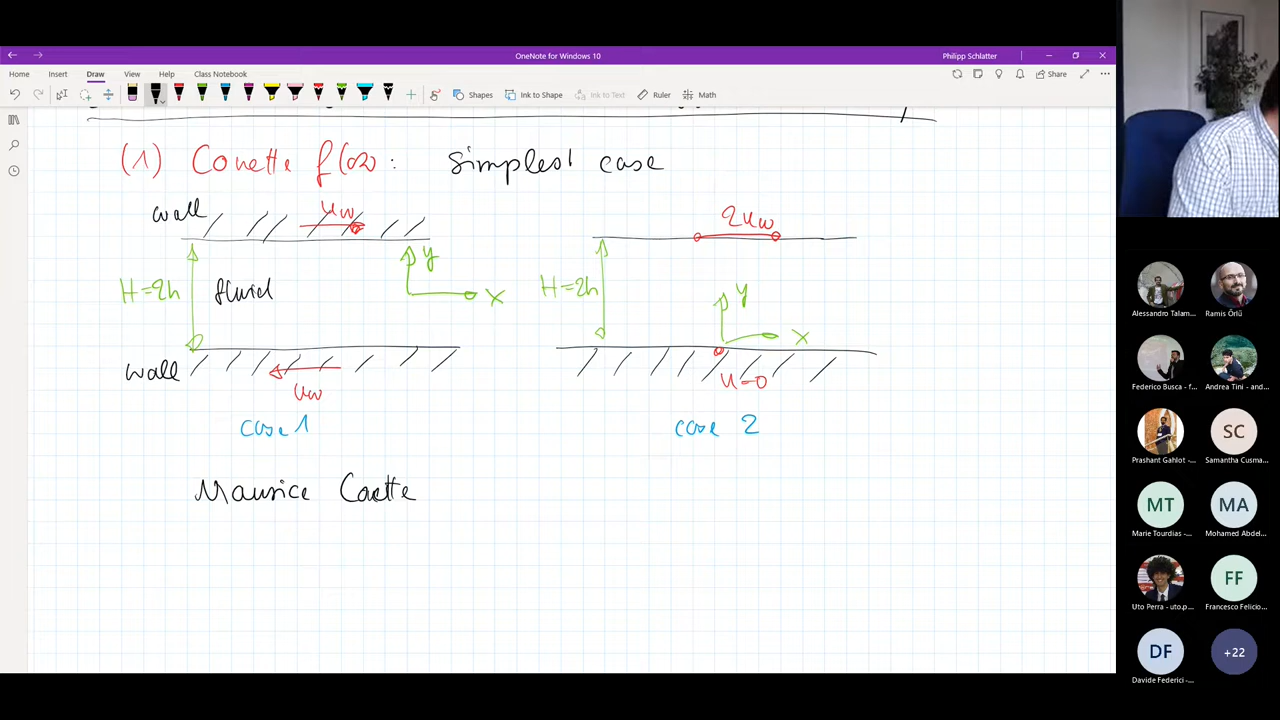 OneNote for Windows 10
Philipp Schlatter
Home Insert Draw View Help Class Notebook
Share
Shapes Ink to Shape Ink to Text Ruler Math
(1) Couette flow: simplest case
wall uw
2uw
y
H=2h fluid x
H=2h y
x
wall uw
u=0
case 1
case 2
Maurice Couette
Alessandro Talam...
Ramis Örlü
Federico Busca - f...
Andrea Tini - and...
Prashant Gahlot -...
SC
Samantha Cusma...
MT
Marie Tourdias -...
MA
Mohamed Abdel...
Uto Perra - uto.p...
FF
Francesco Felicio...
DF
Davide Federici -...
+22